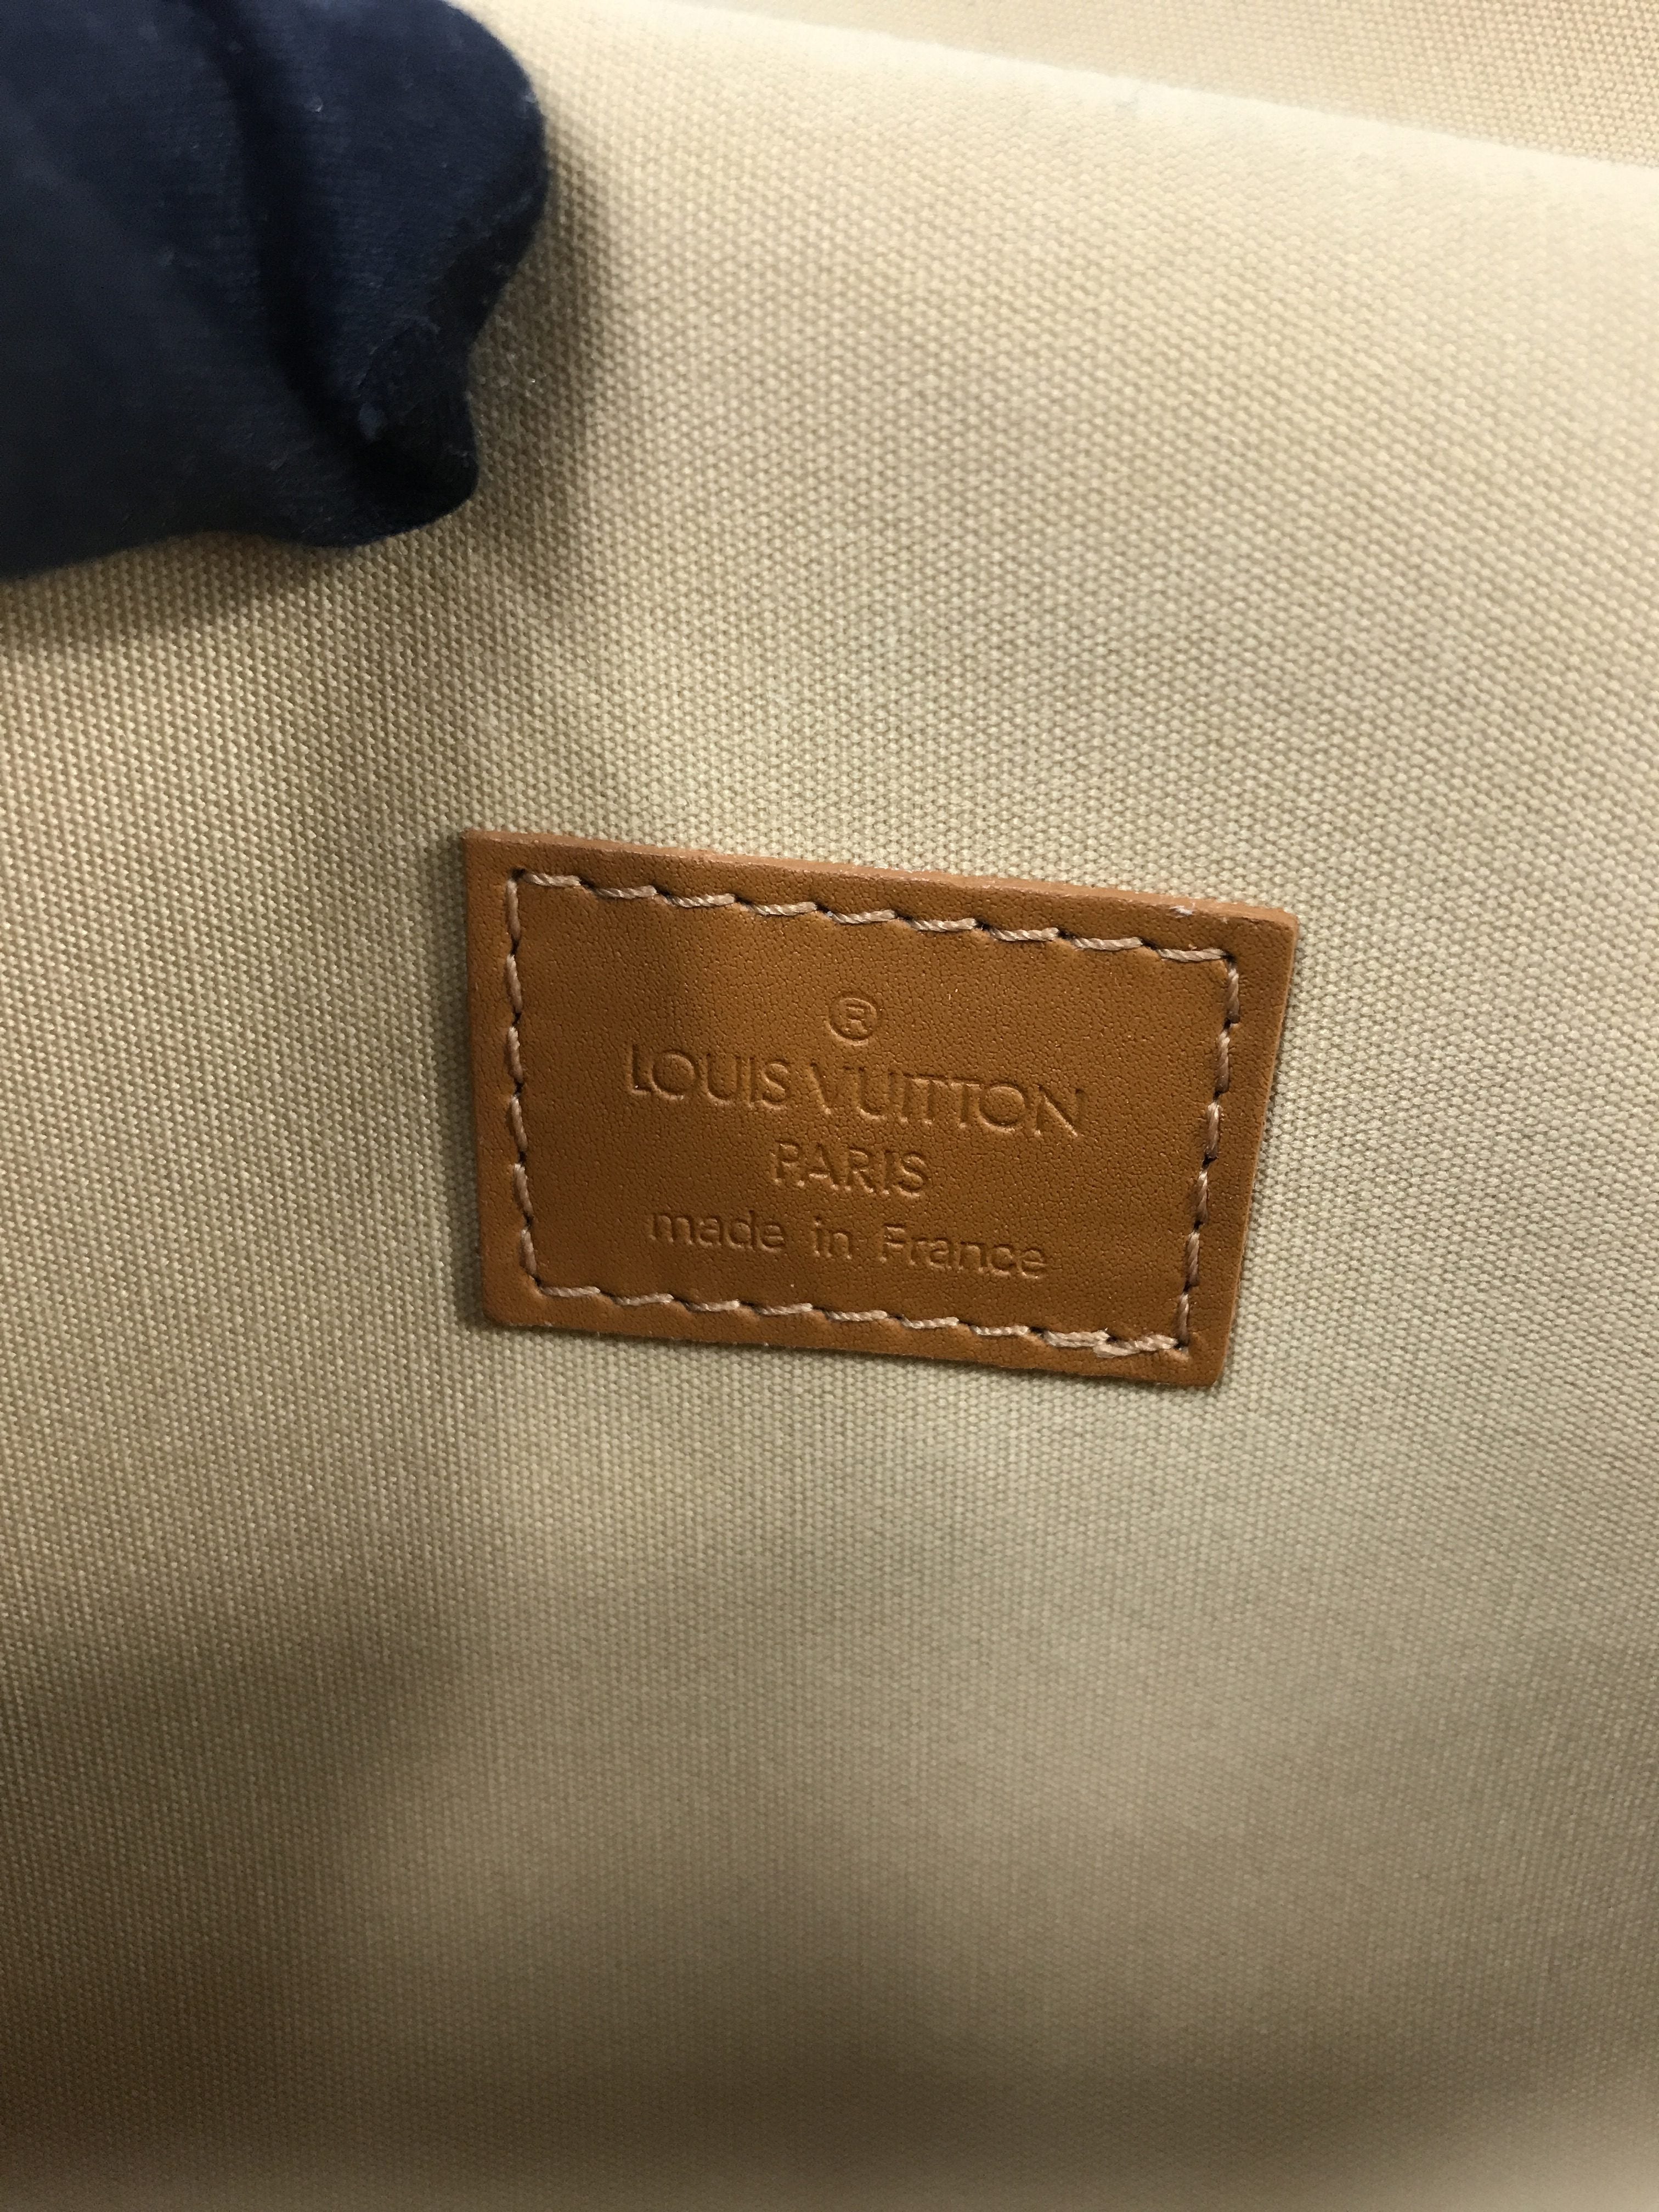 ®
LOUIS VUITTON
PARIS
made in France